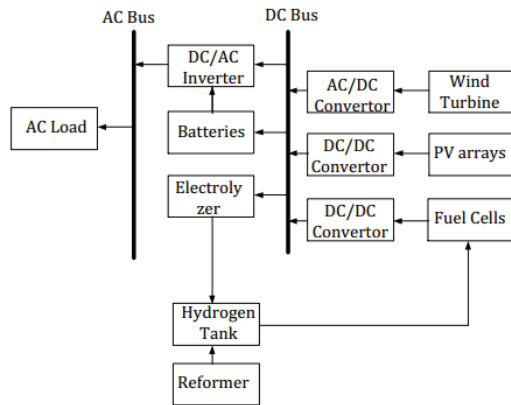 AC Bus
DC Bus
DC/AC
Inverter
AC/DC
Convertor
Wind
Turbine
AC Load
Batteries
DC/DC
Convertor
PV arrays
Electroly
zer
DC/DC
Convertor
Fuel Cells
Hydrogen
Tank
Reformer